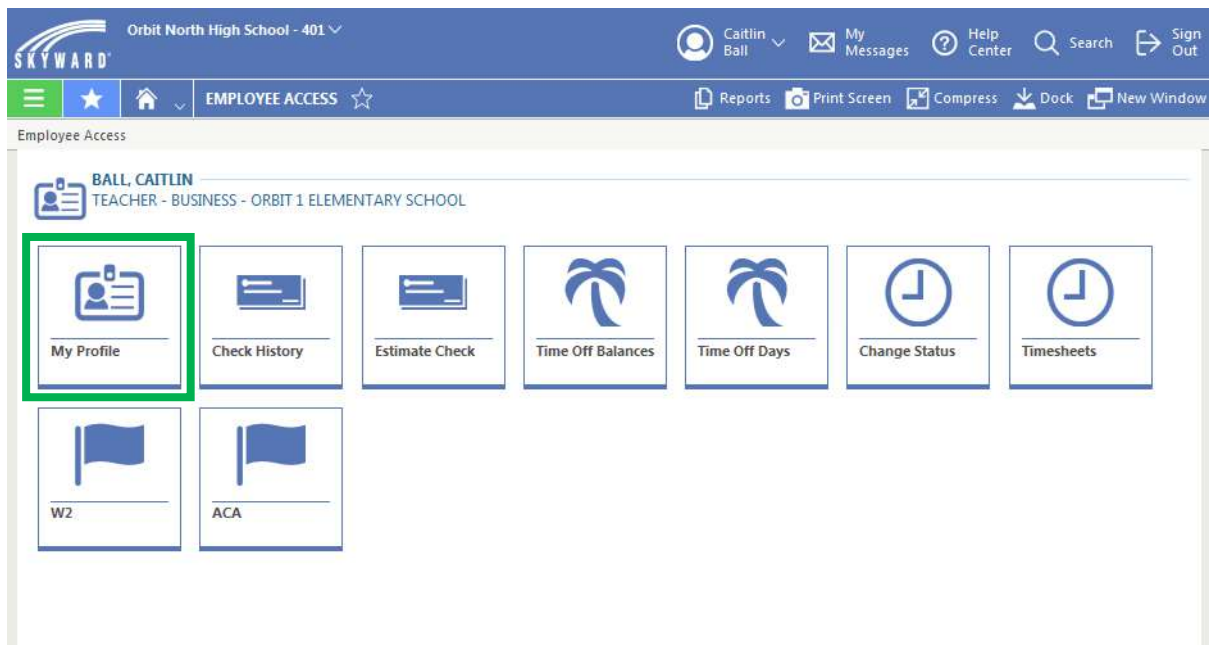 SKYWARD®
Orbit North High School - 401
Caitlin Ball
My Messages
Help Center
Search
Sign Out
EMPLOYEE ACCESS
Reports
Print Screen
Compress
Dock
New Window
Employee Access
BALL, CAITLIN
TEACHER - BUSINESS - ORBIT 1 ELEMENTARY SCHOOL
My Profile
Check History
Estimate Check
Time Off Balances
Time Off Days
Change Status
Timesheets
W2
ACA